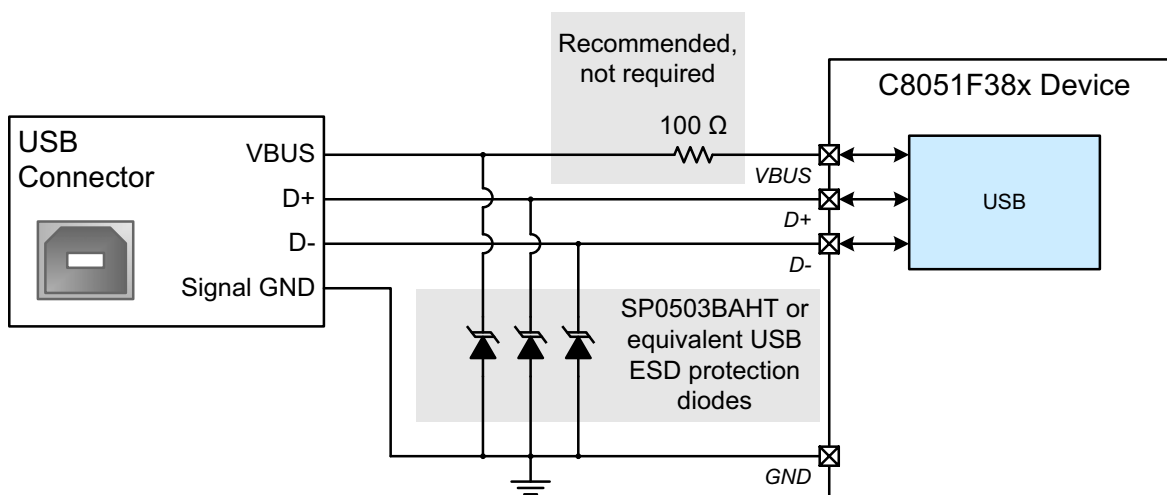 Recommended,
not required
100 Ω
C8051F38x Device
USB
Connector
VBUS
D+
D-
Signal GND
VBUS
D+
D-
USB
SP0503BAHT or
equivalent USB
ESD protection
diodes
GND